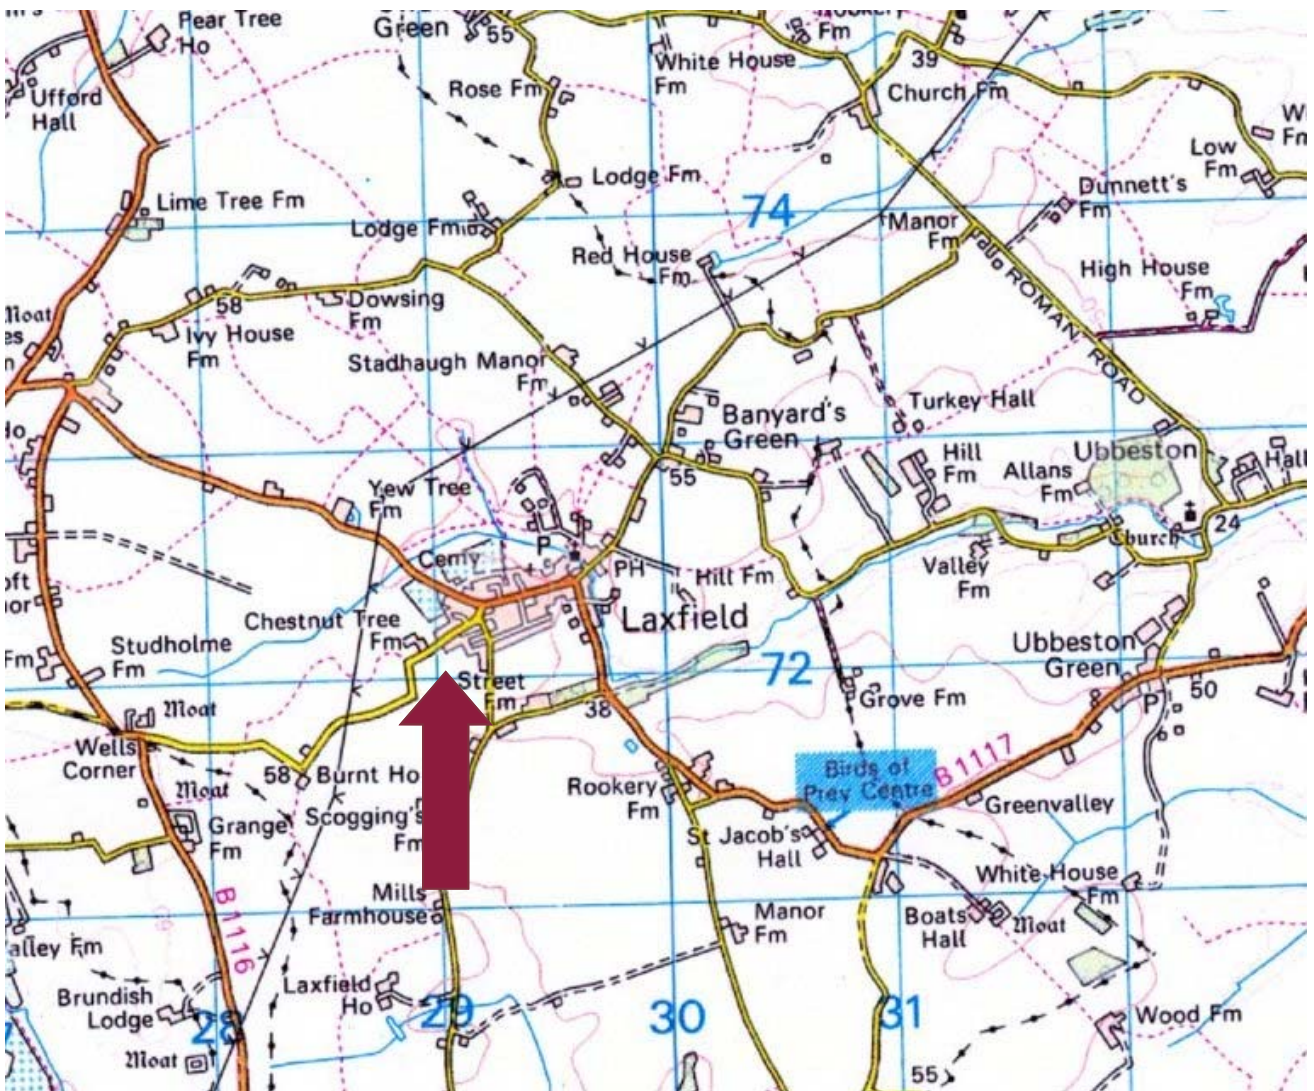 Pear Tree
Ho
Green
55
Fm
White House
Fm
39
Rose Fm
Church Fm
Ufford
Hall
Low
Fm
Lodge Fm
Dunnett's
Fm
Lime Tree Fm
74
Lodge Fm
Manor
Fm
Red House
Fm
High House
Fm
ROMAN ROAD
58
Dowsing
Fm
Moat
Ivy House
Fm
Stadhaugh Manor
Fm
Turkey Hall
Banyard's
Green
Ubbeston
Hill
Fm
Allans
Fm
Hall
55
Yew Tree
Fm
24
P
Church
Cemy
PH
Hill Fm
Valley
Fm
Chestnut Tree
Fm
Laxfield
Studholme
Fm
Fm
Ubbeston
Green
72
Street
Fm
50
P
Grove Fm
38
Moat
Wells
Corner
B1117
Birds of
Prey Centre
58
Burnt Ho
Moat
Rookery
Fm
Greenvalley
Grange
Fm
Scogging's
Fm
St Jacob's
Hall
White House
Fm
Mills
Farmhouse
B1116
Manor
Fm
Boats
Hall
Moat
alley Fm
Laxfield
Ho
Brundish
Lodge
28
29
30
31
Wood Fm
Moat
55